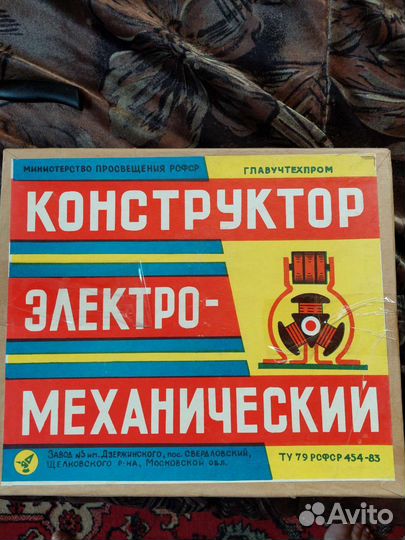 МИНИСТЕРСТВО ПРОСВЕЩЕНИЯ РСФСР ГЛАВУЧТЕХПРОМ
КОНСТРУКТОР
ЭЛЕКТРО-
МЕХАНИЧЕСКИЙ
ЗАВОД №5 ИМ. ДЗЕРЖИНСКОГО, ПОС. СВЕРДЛОВСКИЙ,
ЩЕЛКОВСКОГО Р-НА, МОСКОВСКОЙ ОБЛ.
ТУ 79 РСФСР 454-83
Avito